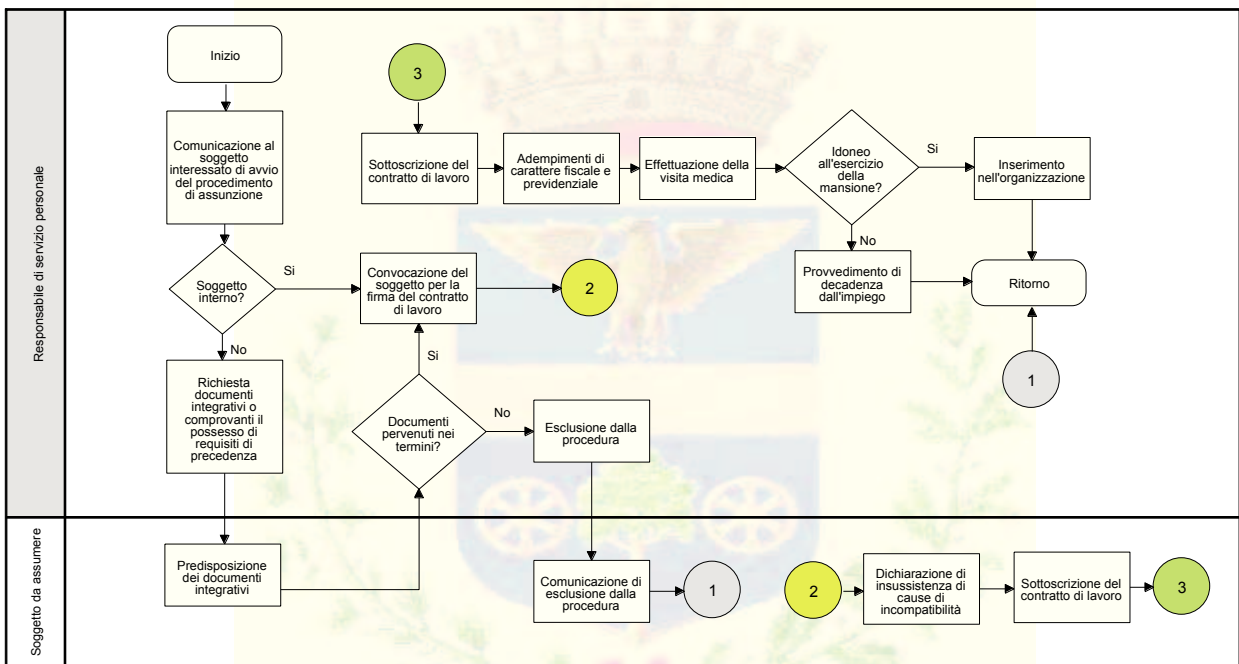 Responsabile di servizio personale
Inizio
Comunicazione al
soggetto
interessato di avvio
del procedimento
di assunzione
Soggetto
interno?
Si
No
Richiesta
documenti
integrativi o
comprovanti il
possesso di
requisiti di
precedenza
3
Sottoscrizione del
contratto di lavoro
Adempimenti di
carattere fiscale e
previdenziale
Effettuazione della
visita medica
Idoneo
all'esercizio
della
mansione?
Si
No
Inserimento
nell'organizzazione
Provvedimento di
decadenza
dall'impiego
Ritorno
1
Convocazione del
soggetto per la
firma del contratto
di lavoro
2
Si
Documenti
pervenuti nei
termini?
No
Esclusione dalla
procedura
Soggetto da assumere
Predisposizione
dei documenti
integrativi
Comunicazione di
esclusione dalla
procedura
1
2
Dichiarazione di
insussistenza di
cause di
incompatibilità
Sottoscrizione del
contratto di lavoro
3